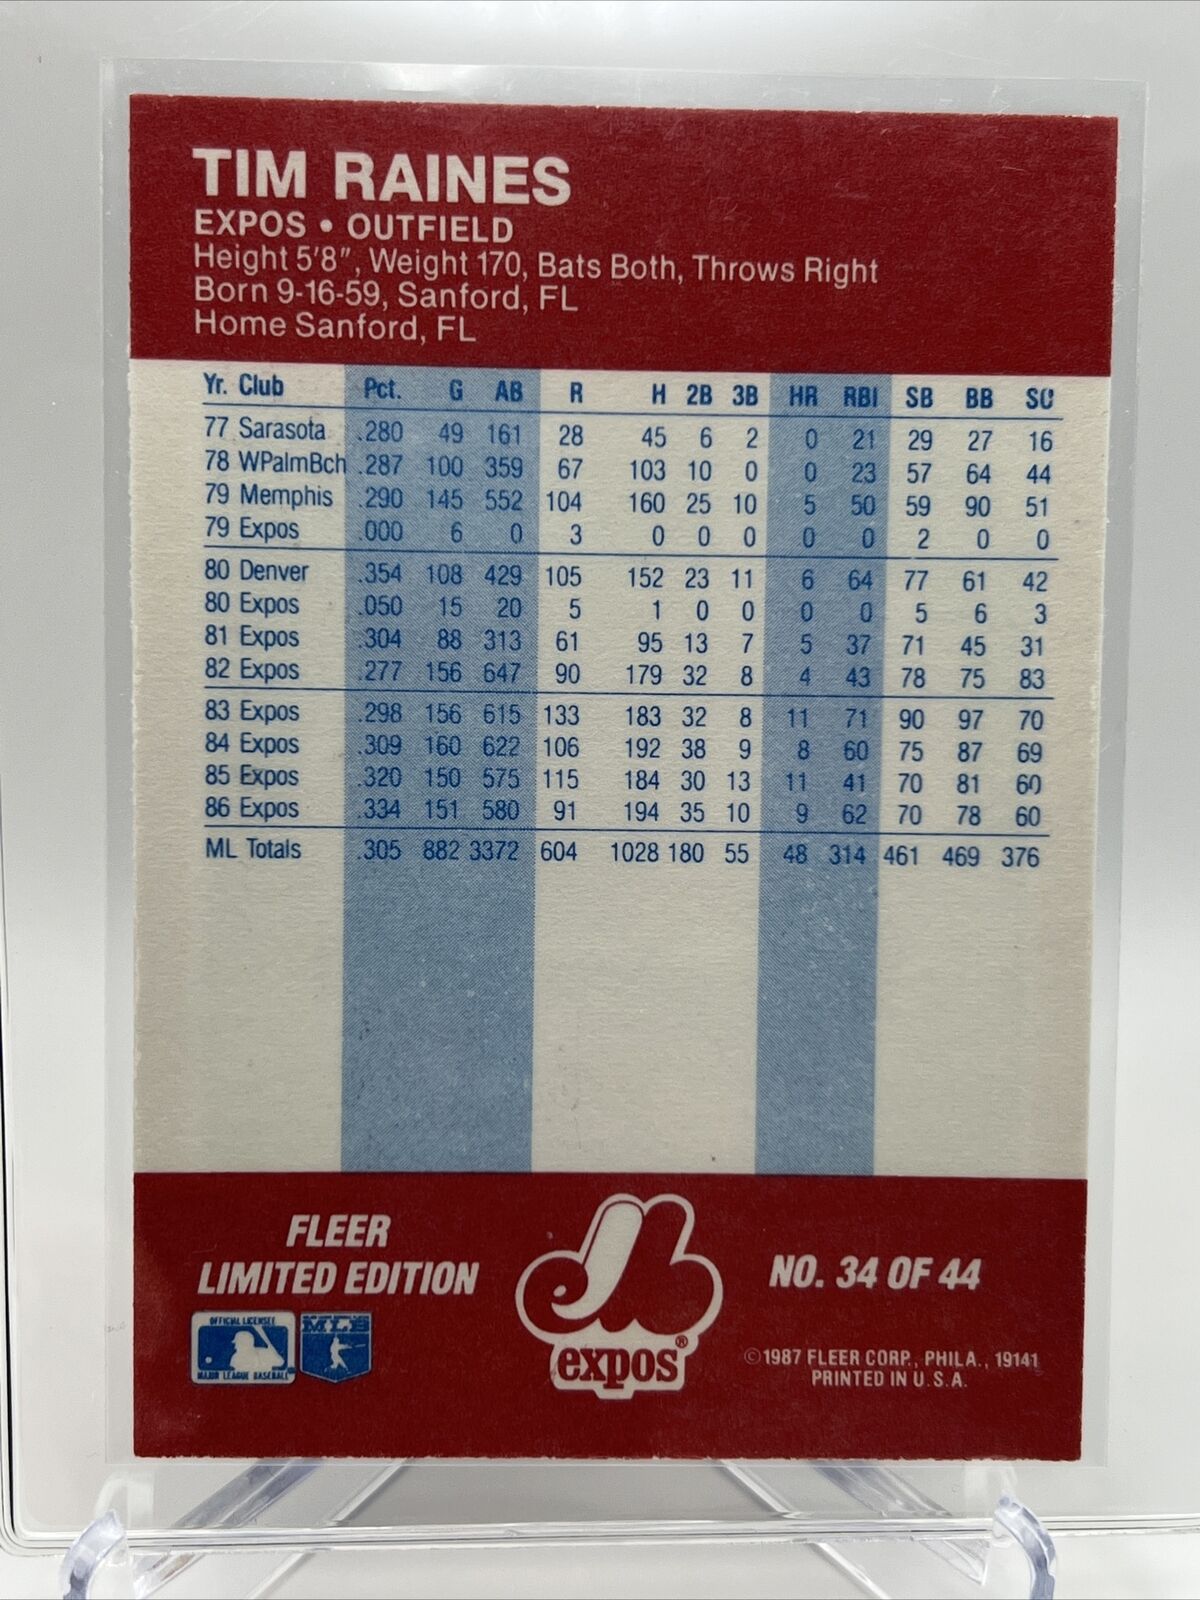 TIM RAINES
EXPOS • OUTFIELD
Height 5'8", Weight 170, Bats Both, Throws Right
Born 9-16-59, Sanford, FL
Home Sanford, FL
Yr. Club Pct. G AB R H 2B 3B HR RBI SB BB SO
77 Sarasota .280 49 161 28 45 6 2 0 21 29 27 16
78 WPalmBch .287 100 359 67 103 10 0 0 23 57 64 44
79 Memphis .290 145 552 104 160 25 10 5 50 59 90 51
79 Expos .000 6 0 3 0 0 0 0 0 2 0 0
80 Denver .354 108 429 105 152 23 11 6 64 77 61 42
80 Expos .050 15 20 5 1 0 0 0 0 5 6 3
81 Expos .304 88 313 61 95 13 7 5 37 71 45 31
82 Expos .277 156 647 90 179 32 8 4 43 78 75 83
83 Expos .298 156 615 133 183 32 8 11 71 90 97 70
84 Expos .309 160 622 106 192 38 9 8 60 75 87 69
85 Expos .320 150 575 115 184 30 13 11 41 70 81 60
86 Expos .334 151 580 91 194 35 10 9 62 70 78 60
ML Totals .305 882 3372 604 1028 180 55 48 314 461 469 376
FLEER
LIMITED EDITION
OFFICIAL LICENSEE
MAJOR LEAGUE BASEBALL
MLB
expos®
NO. 34 OF 44
©1987 FLEER CORP., PHILA., 19141
PRINTED IN U.S.A.